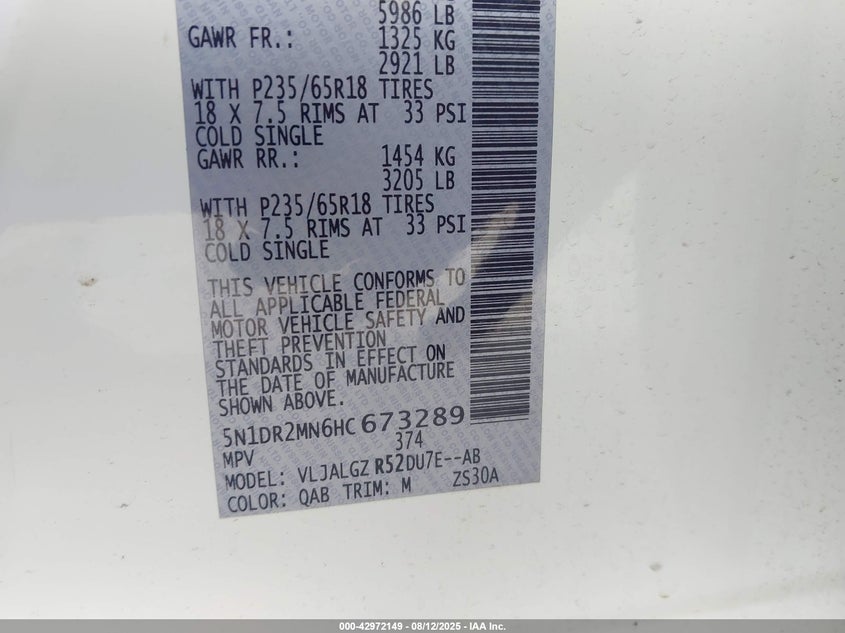 5986 LB
GAWR FR.: 1325 KG
2921 LB
WITH P235/65R18 TIRES
18 X 7.5 RIMS AT 33 PSI
COLD SINGLE
GAWR RR.: 1454 KG
3205 LB
WITH P235/65R18 TIRES
18 X 7.5 RIMS AT 33 PSI
COLD SINGLE
THIS VEHICLE CONFORMS TO
ALL APPLICABLE FEDERAL
MOTOR VEHICLE SAFETY AND
THEFT PREVENTION
STANDARDS IN EFFECT ON
THE DATE OF MANUFACTURE
SHOWN ABOVE.
5N1DR2MN6HC673289
MPV 374
MODEL: VLJALGZ R52DU7E--AB
COLOR: QAB TRIM: M ZS30A
000-42972149 - 08/12/2025 - IAA Inc.